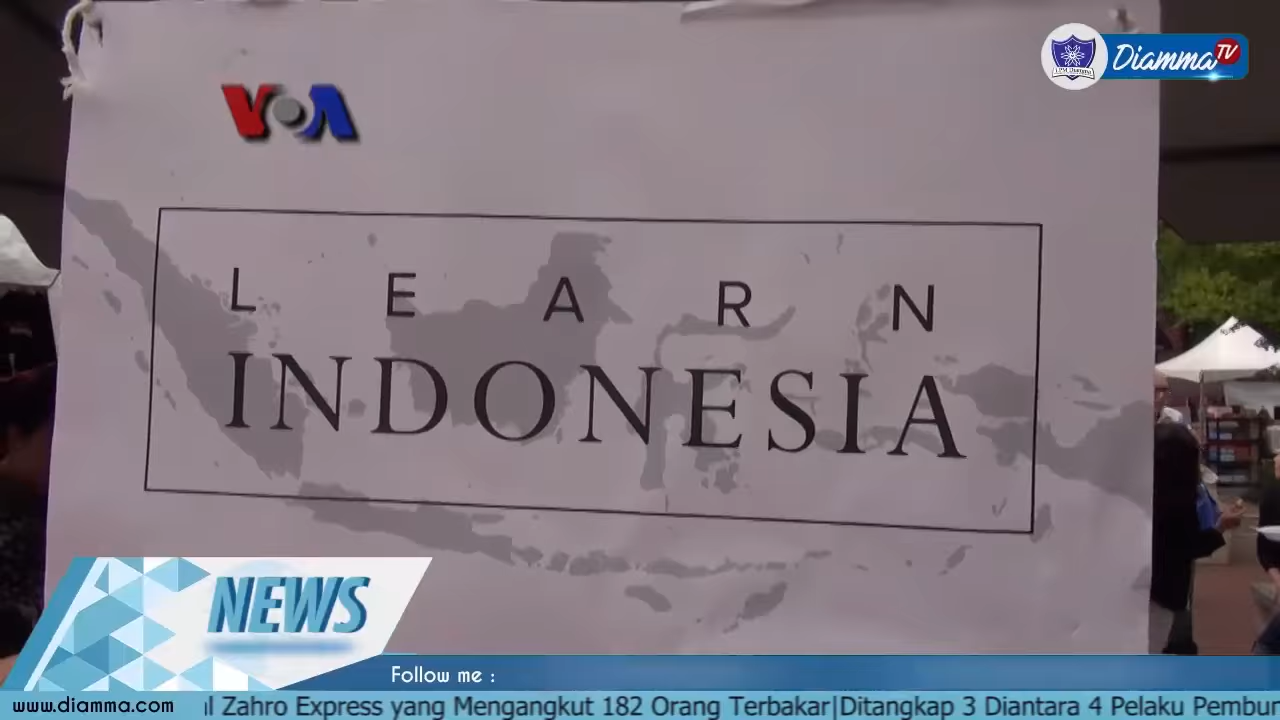 VOA
Diamma TV
LEARN
INDONESIA
NEWS
Follow me :
www.diamma.com
Zahro Express yang Mengangkut 182 Orang Terbakar|Ditangkap 3 Diantara 4 Pelaku